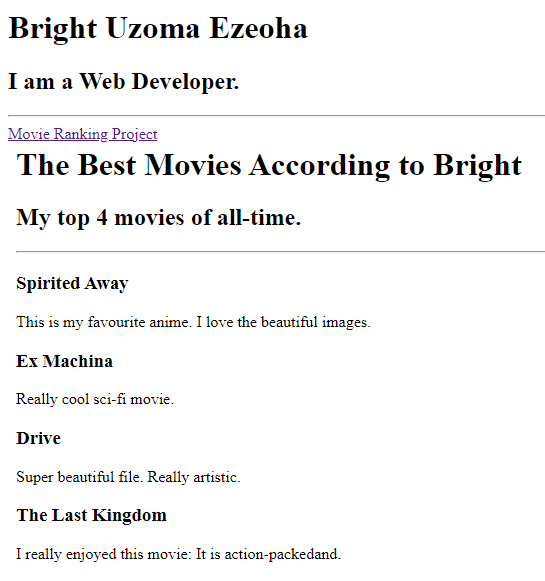 Bright Uzoma Ezeoha
I am a Web Developer.
Movie Ranking Project
The Best Movies According to Bright
My top 4 movies of all-time.
Spirited Away
This is my favourite anime. I love the beautiful images.
Ex Machina
Really cool sci-fi movie.
Drive
Super beautiful file. Really artistic.
The Last Kingdom
I really enjoyed this movie: It is action-packedand.